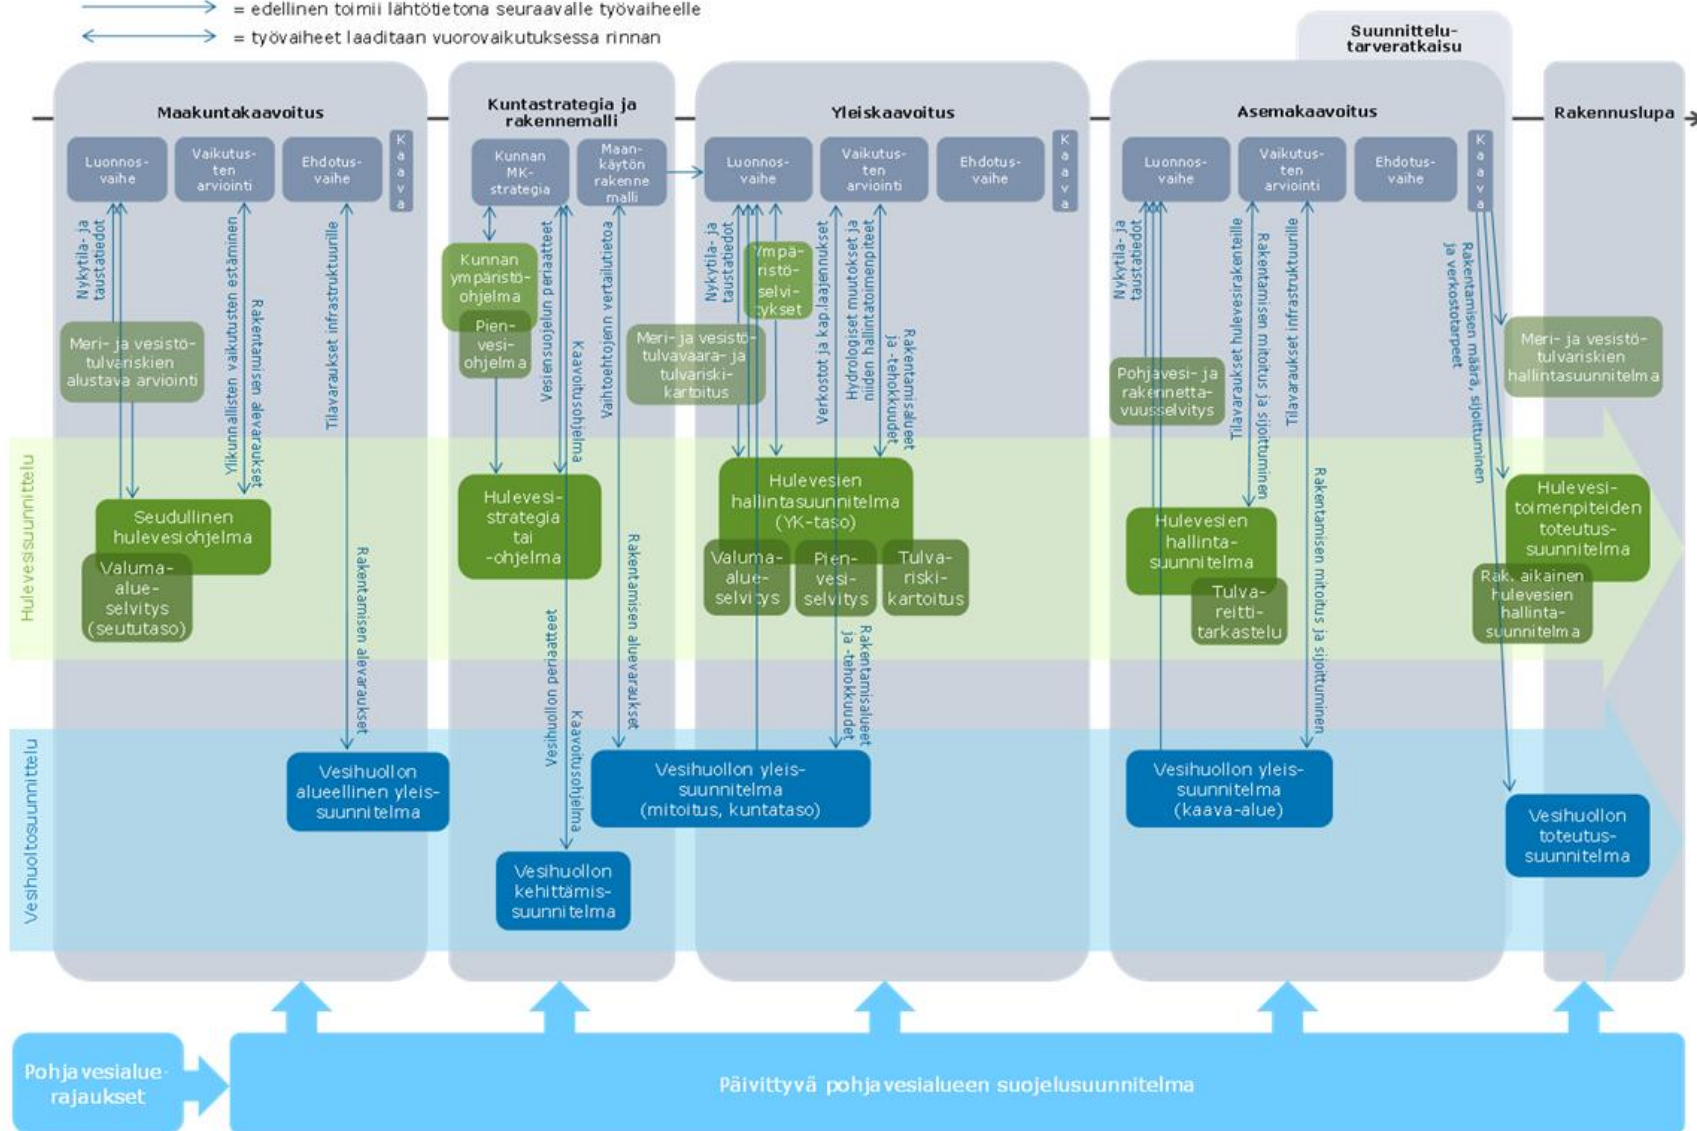 = edellinen toimii lähtötietona seuraavalle työvaiheelle
= työvaiheet laaditaan vuorovaikutuksessa rinnan
Suunnittelu-
tarveratkaisu
Maakuntakaavoitus
Kuntastrategia ja
rakennemalli
Yleiskaavoitus
Asemakaavoitus
Rakennuslupa
Luonnos-
vaihe
Vaikutus-
ten
arviointi
Ehdotus-
vaihe
Kaava
Kunnan
MK-
strategia
Maan-
käytön
rakenne
malli
Luonnos-
vaihe
Vaikutus-
ten
arviointi
Ehdotus-
vaihe
Kaava
Luonnos-
vaihe
Vaikutus-
ten
arviointi
Ehdotus-
vaihe
Kaava
Nykytila- ja
taustatiedot
Ylikunnallisten vaikutusten estäminen
Rakentamisen alevaraukset
Tilavaraukset infrastruktuurille
Rakentamisen alevaraukset
Meri- ja vesistö-
tulvariskien
alustava arviointi
Seudullinen
hulevesiohjelma
Valuma-
alue-
selvitys
(seututaso)
Vesihuollon
alueellinen yleis-
suunnitelma
Kunnan
ympäristö-
ohjelma
Pien-
vesi-
ohjelma
Vesiensuojelun periaatteet
Kaavoitusohjelma
Vaihtoehtojenn vertailutietoa
Rakentamisen aluevaraukset
Hulevesi-
strategia
tai
-ohjelma
Vesihuollon periaatteet
Kaavoitusohjelma
Vesihuollon
kehittämis-
suunnitelma
Meri- ja vesistö-
tulvavaara- ja
tulvariski-
kartoitus
Nykytila- ja
taustatiedot
Ympä-
ristö-
selvi-
tykset
Verkostot ja kap.laajennukset
Hydrologiset muutokset ja
niiden hallintatoimenpiteet
Rakentamisalueet
ja -tehokkuudet
Hulevesien
hallintasuunnitelma
(YK-taso)
Valuma-
alue-
selvitys
Pien-
vesi-
selvitys
Tulva-
riski-
kartoitus
Rakentamisalueet
ja -tehokkuudet
Vesihuollon yleis-
suunnitelma
(mitoitus, kuntataso)
Nykytila- ja
taustatiedot
Pohjavesi- ja
rakennetta-
vuusselvitys
Tilavaraukset hulevesirakenteille
Rakentamisen mitoitus ja sijoittuminen
Tilavaraukset infrastruktuurille
Rakentamisen mitoitus ja sijoittuminen
Hulevesien
hallinta-
suunnitelma
Tulva-
reitti-
tarkastelu
Vesihuollon yleis-
suunnitelma
(kaava-alue)
Rakentamisen määrä, sijoittuminen
ja verkostotarpeet
Meri- ja vesistö-
tulvariskien
hallintasuunnitelma
Hulevesi-
toimenpiteiden
toteutus-
suunnitelma
Rak. aikainen
hulevesien
hallinta-
suunnitelma
Vesihuollon
toteutus-
suunnitelma
Hulevesisuunnittelu
Vesihuoltosuunnittelu
Pohjavesialue-
rajaukset
Päivittyvä pohjavesialueen suojelusuunnitelma